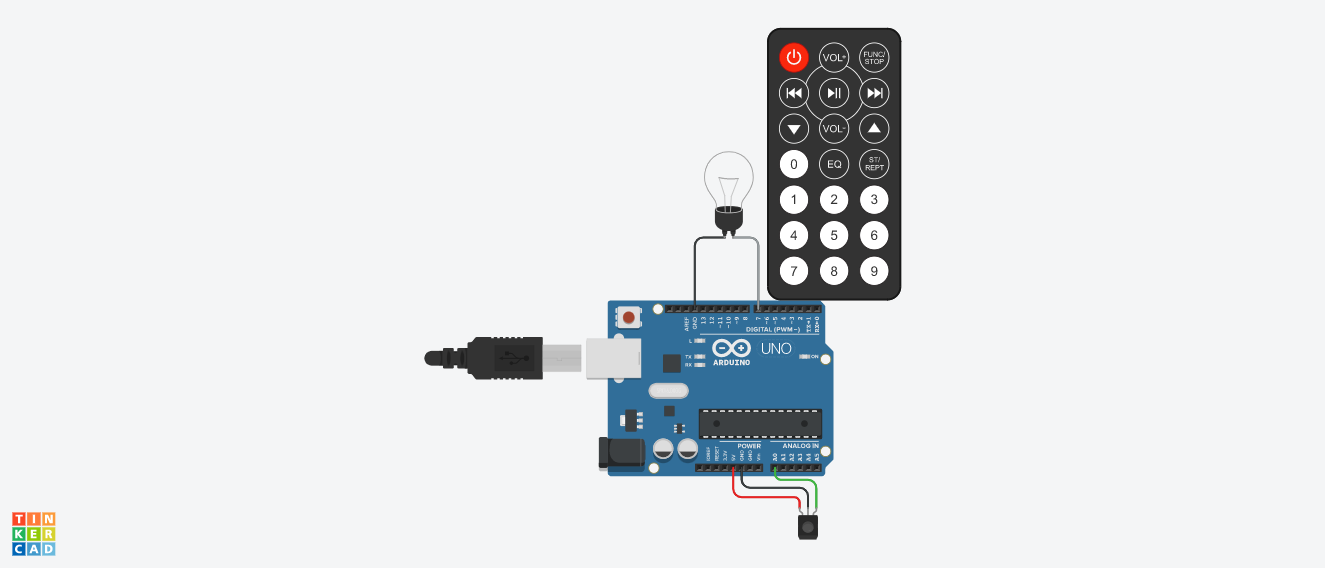 VOL+
FUNC/
STOP
VOL-
0
EQ
ST/
REPT
1 2 3
4 5 6
7 8 9
AREF
GND
13
12
~11
~10
~9
8
7
~6
~5
4
~3
2
TX→1
RX←0
DIGITAL (PWM~)
L
TX
RX
UNO
ARDUINO
ON
POWER
ANALOG IN
IOREF
RESET
3.3V
5V
GND
GND
Vin
A0
A1
A2
A3
A4
A5
TIN
KER
CAD